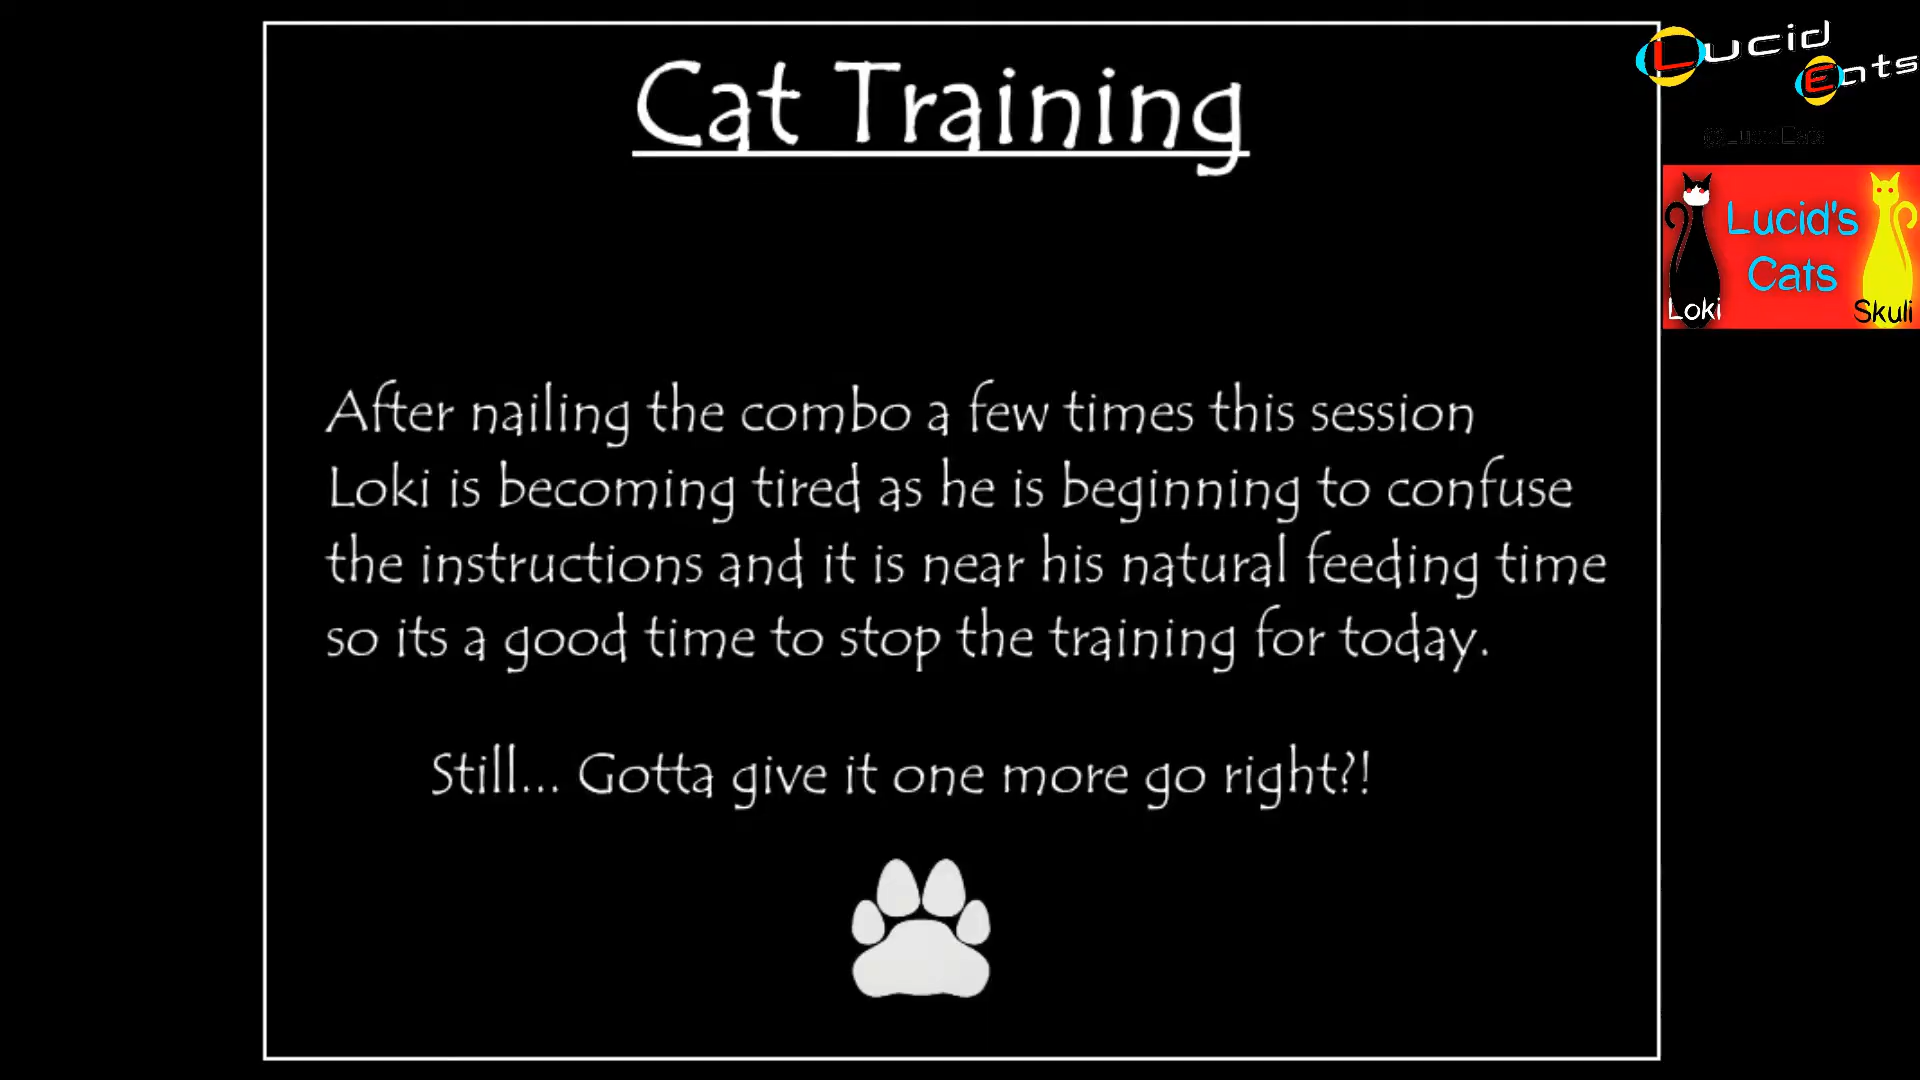 Cat Training
Lucid
Eats
Lucid's
Cats
Loki
Skuli
After nailing the combo a few times this session
Loki is becoming tired as he is beginning to confuse
the instructions and it is near his natural feeding time
so its a good time to stop the training for today.
Still... Gotta give it one more go right?!